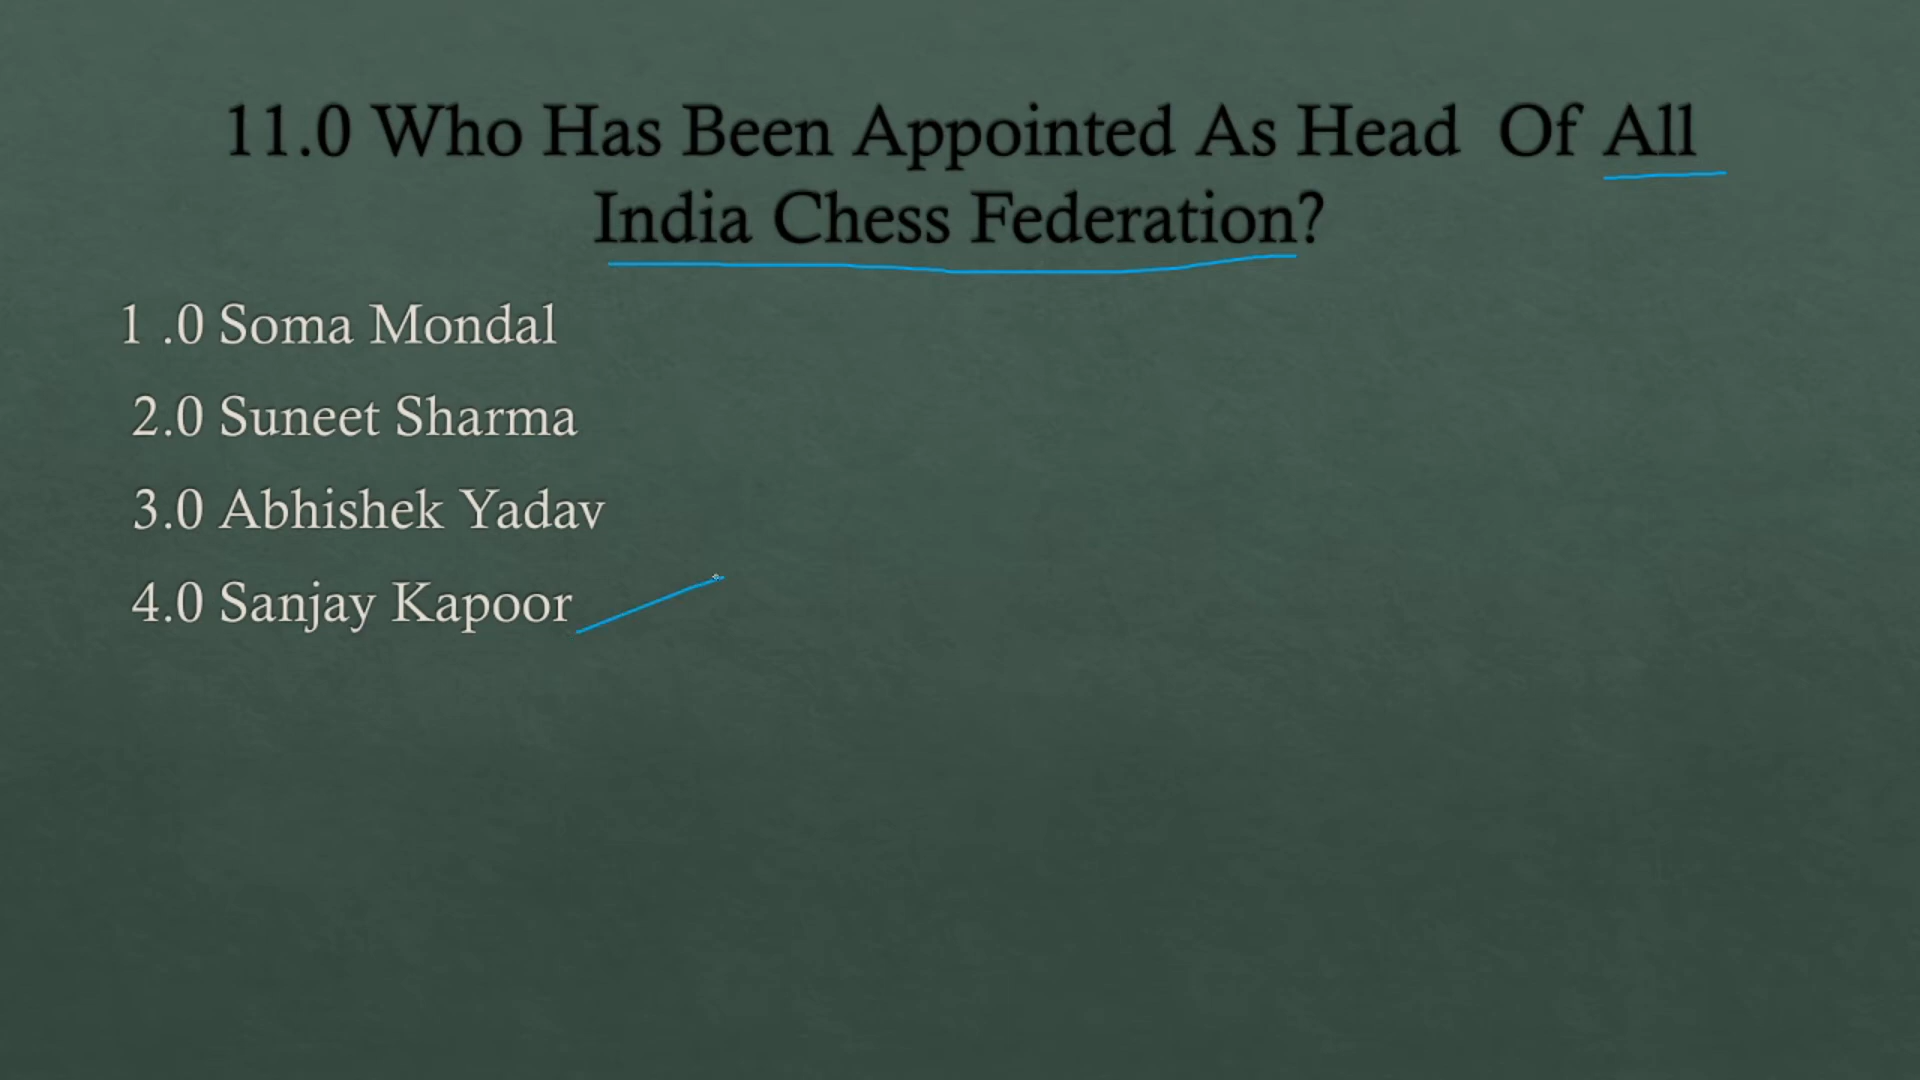 11.0 Who Has Been Appointed As Head Of All
India Chess Federation?
1 .0 Soma Mondal
2.0 Suneet Sharma
3.0 Abhishek Yadav
4.0 Sanjay Kapoor